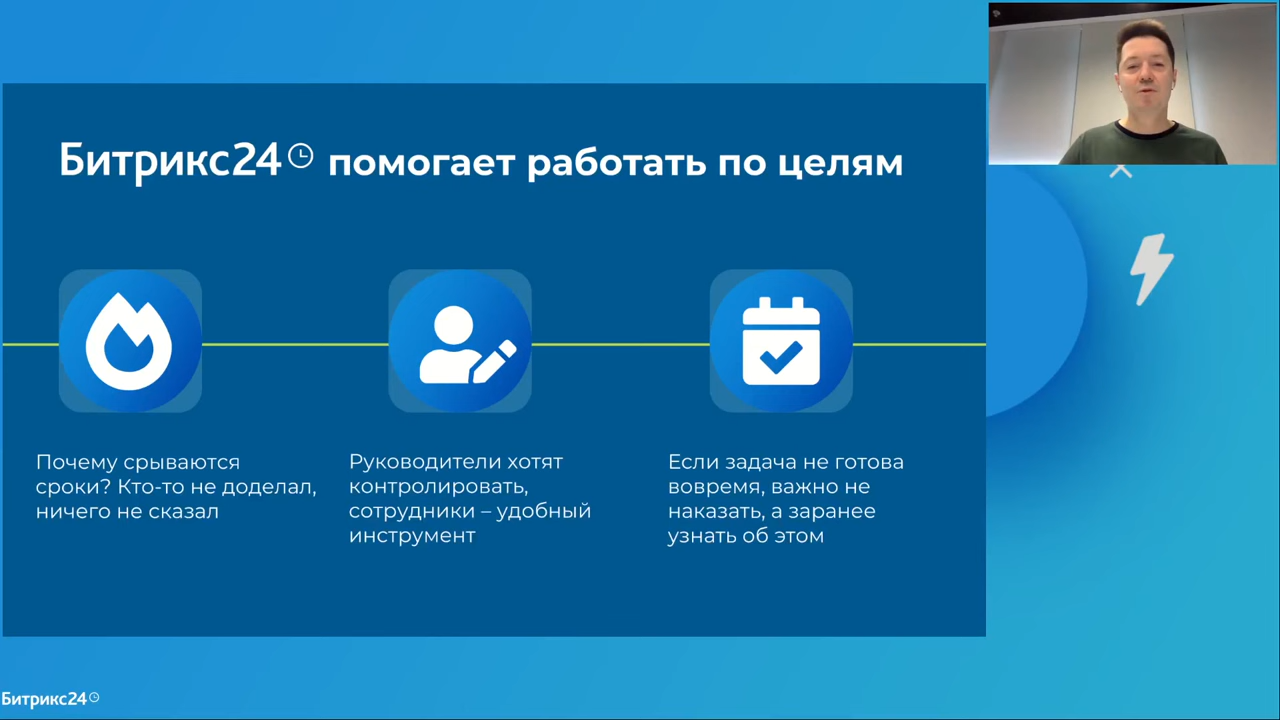 Битрикс24 помогает работать по целям
Почему срываются
сроки? Кто-то не доделал,
ничего не сказал
Руководители хотят
контролировать,
сотрудники – удобный
инструмент
Если задача не готова
вовремя, важно не
наказать, а заранее
узнать об этом
Битрикс24